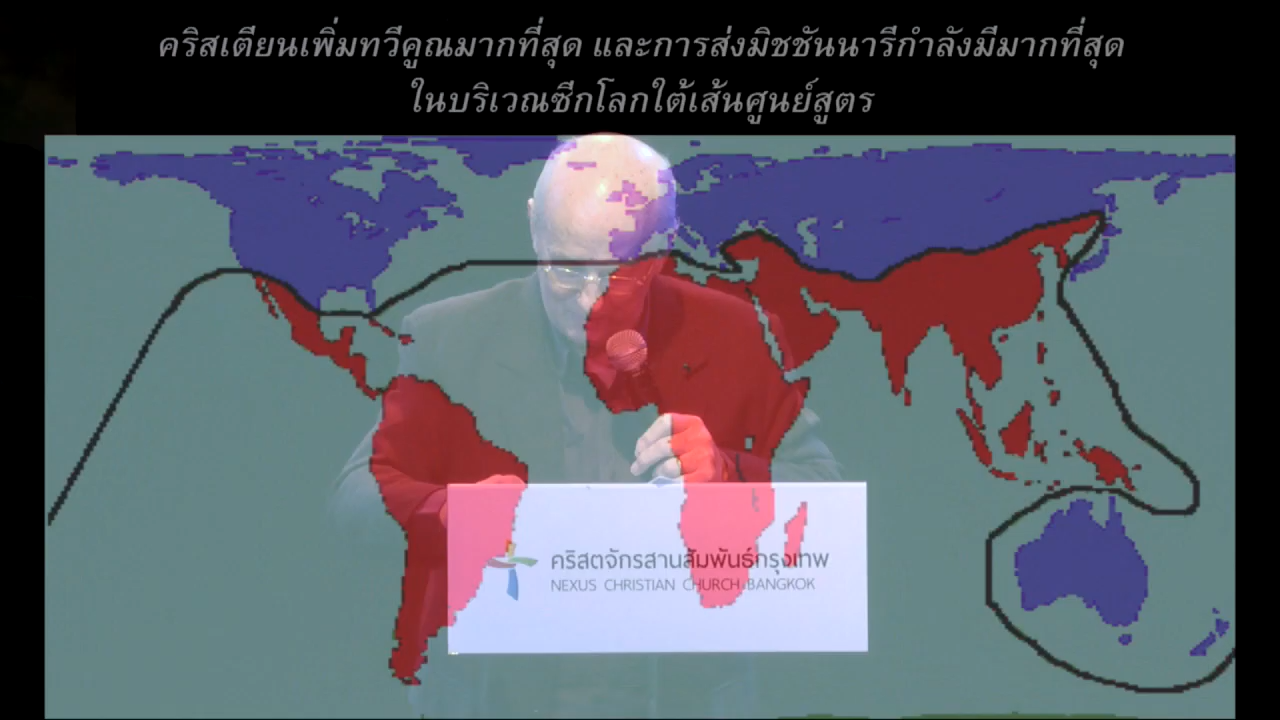 คริสเตียนเพิ่มทวีคูณมากที่สุด และการส่งมิชชันนารีกำลังมีมากที่สุด
ในบริเวณซีกโลกใต้เส้นศูนย์สูตร
คริสตจักรสานสัมพันธ์กรุงเทพ
NEXUS CHRISTIAN CHURCH BANGKOK